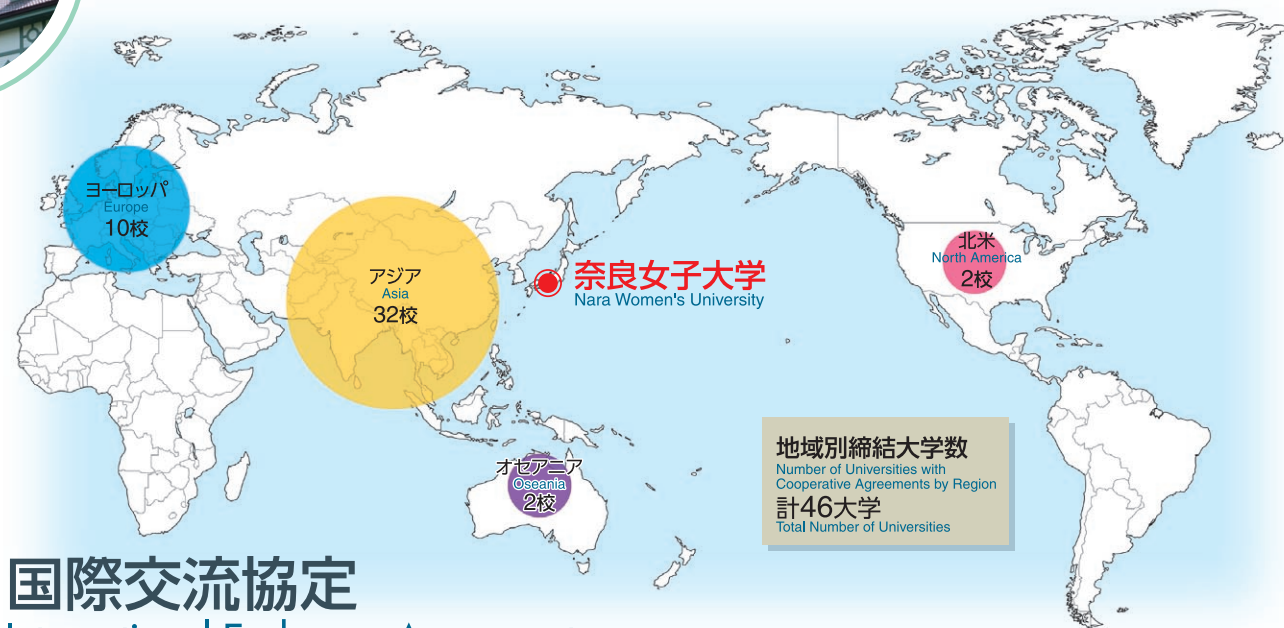 ヨーロッパ
Europe
10校
アジア
Asia
32校
奈良女子大学
Nara Women's University
北米
North America
2校
オセアニア
Oseania
2校
地域別締結大学数
Number of Universities with
Cooperative Agreements by Region
計46大学
Total Number of Universities
国際交流協定